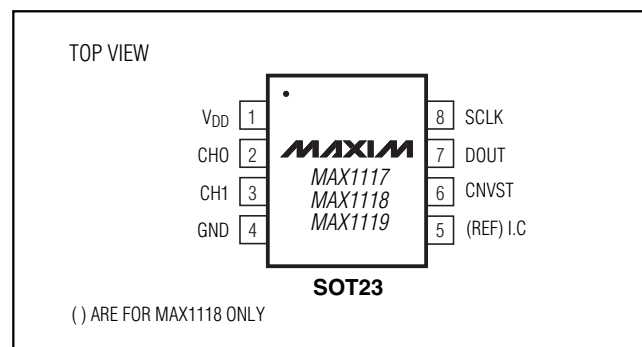 TOP VIEW
VDD 1
CH0 2
CH1 3
GND 4
MAXIM
MAX1117
MAX1118
MAX1119
8 SCLK
7 DOUT
6 CNVST
5 (REF) I.C
SOT23
( ) ARE FOR MAX1118 ONLY